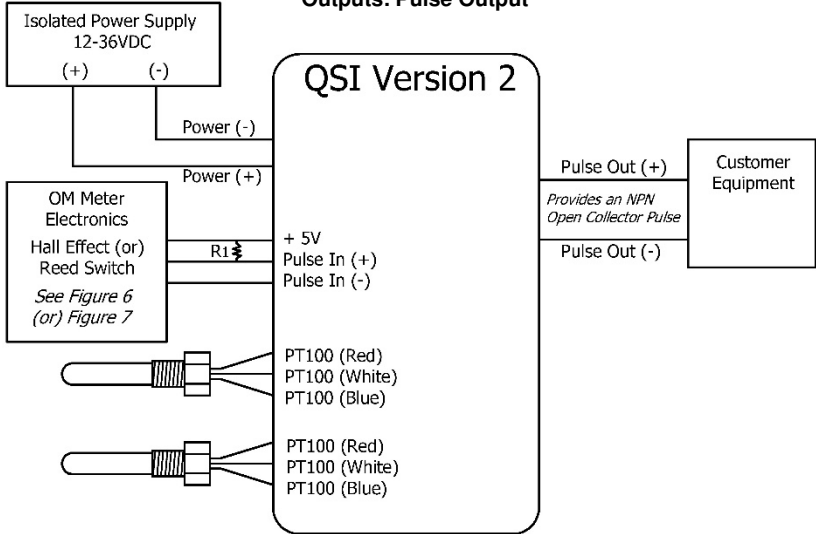 Outputs: Pulse Output
Isolated Power Supply
12-36VDC
(+) (-)
QSI Version 2
Power (-)
Power (+)
OM Meter
Electronics
Hall Effect (or)
Reed Switch
See Figure 6
(or) Figure 7
R1
+ 5V
Pulse In (+)
Pulse In (-)
Pulse Out (+)
Provides an NPN
Open Collector Pulse
Pulse Out (-)
Customer
Equipment
PT100 (Red)
PT100 (White)
PT100 (Blue)
PT100 (Red)
PT100 (White)
PT100 (Blue)